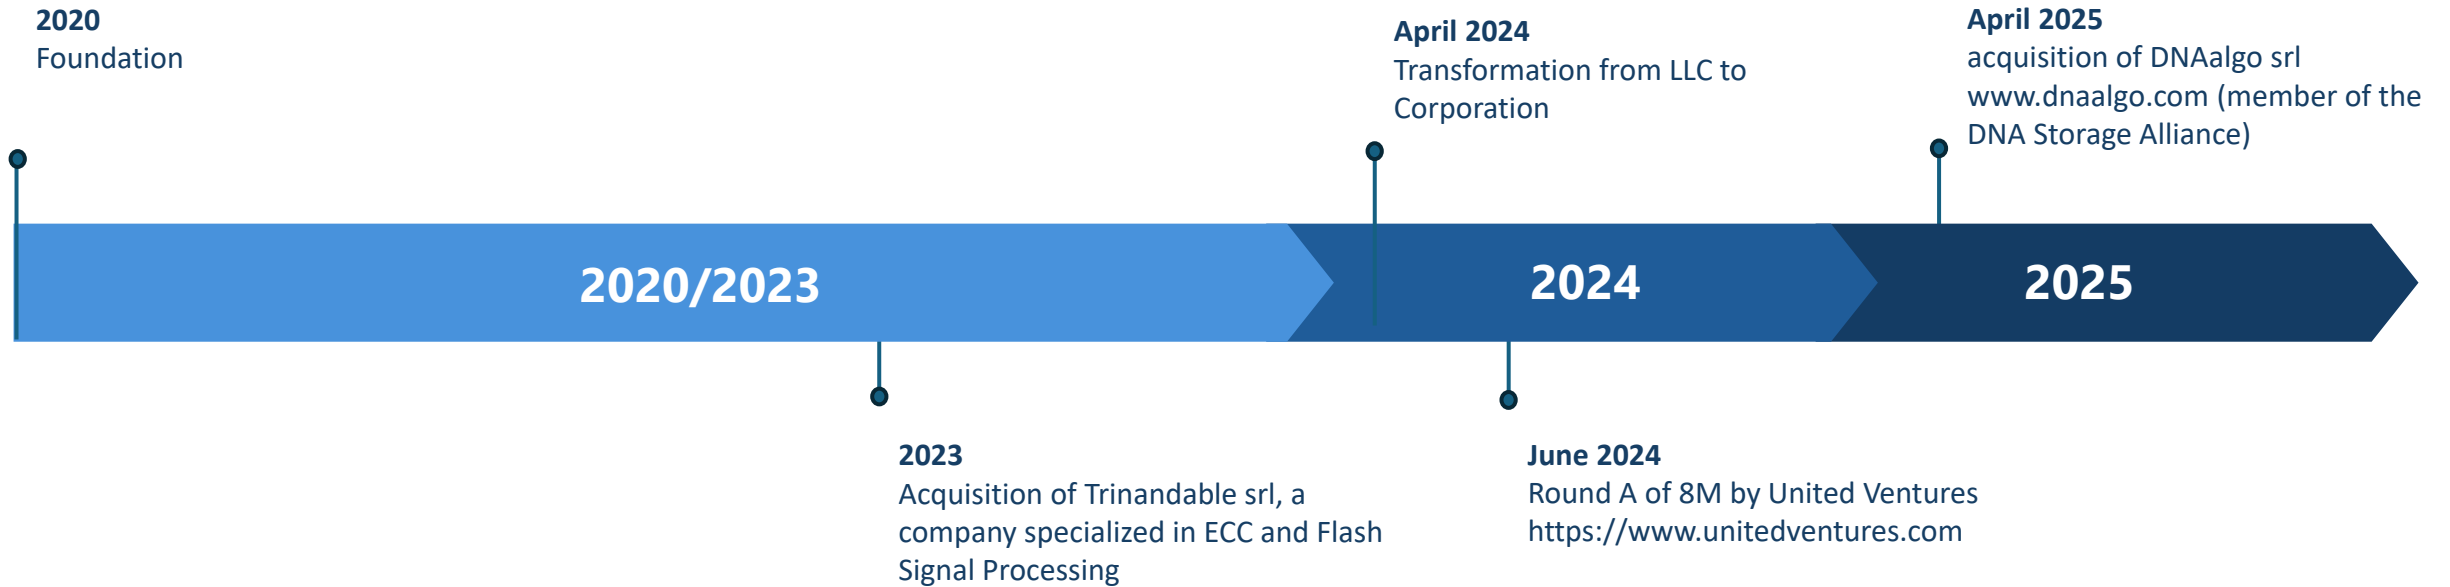 2020
Foundation
April 2024
Transformation from LLC to
Corporation
April 2025
acquisition of DNAalgo srl
www.dnaalgo.com (member of the
DNA Storage Alliance)
2020/2023
2024
2025
2023
Acquisition of Trinandable srl, a
company specialized in ECC and Flash
Signal Processing
June 2024
Round A of 8M by United Ventures
https://www.unitedventures.com